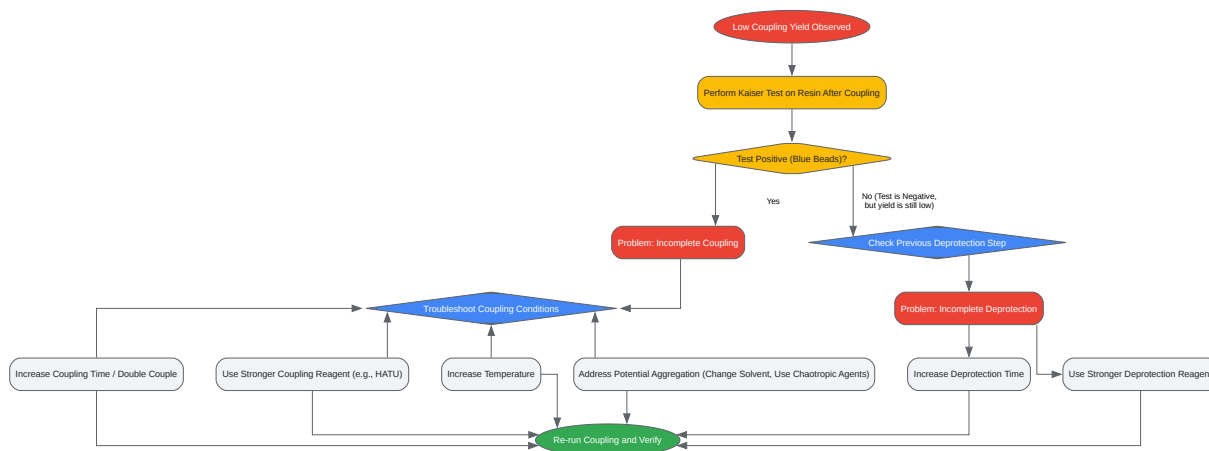 Low Coupling Yield Observed
Perform Kaiser Test on Resin After Coupling
Test Positive (Blue Beads)?
Yes
No (Test is Negative,
but yield is still low)
Problem: Incomplete Coupling
Check Previous Deprotection Step
Troubleshoot Coupling Conditions
Problem: Incomplete Deprotection
Increase Coupling Time / Double Couple
Use Stronger Coupling Reagent (e.g., HATU)
Increase Temperature
Address Potential Aggregation (Change Solvent, Use Chaotropic Agents)
Increase Deprotection Time
Use Stronger Deprotection Reagen
Re-run Coupling and Verify